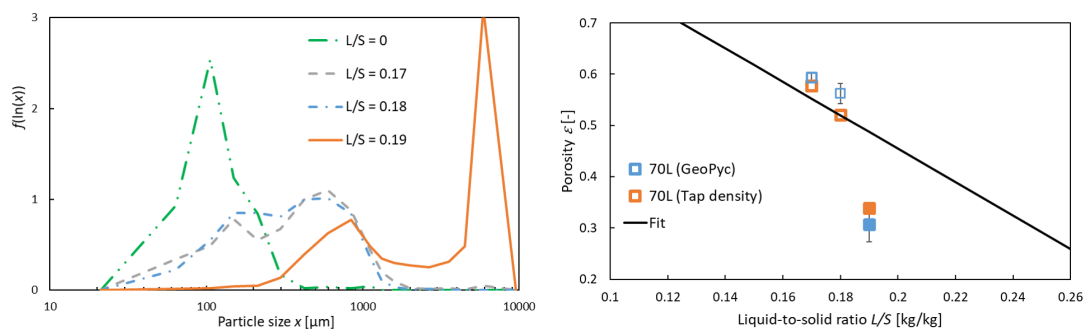 3
2
1
0
f(ln(x))
10
100
1000
10000
Particle size x [µm]
L/S = 0
L/S = 0.17
L/S = 0.18
L/S = 0.19
0.7
0.6
0.5
0.4
0.3
0.2
Porosity ε [-]
70L (GeoPyc)
70L (Tap density)
Fit
0.1
0.12
0.14
0.16
0.18
0.2
0.22
0.24
0.26
Liquid-to-solid ratio L/S [kg/kg]